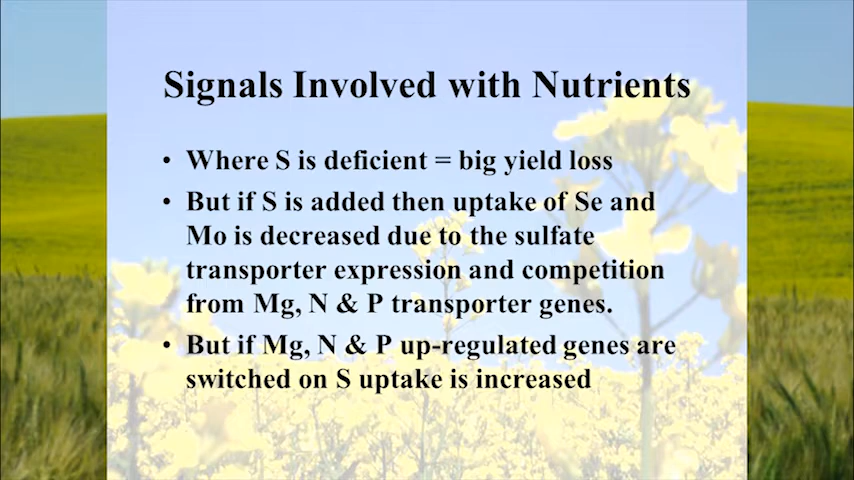 Signals Involved with Nutrients
• Where S is deficient = big yield loss
• But if S is added then uptake of Se and
Mo is decreased due to the sulfate
transporter expression and competition
from Mg, N & P transporter genes.
• But if Mg, N & P up-regulated genes are
switched on S uptake is increased